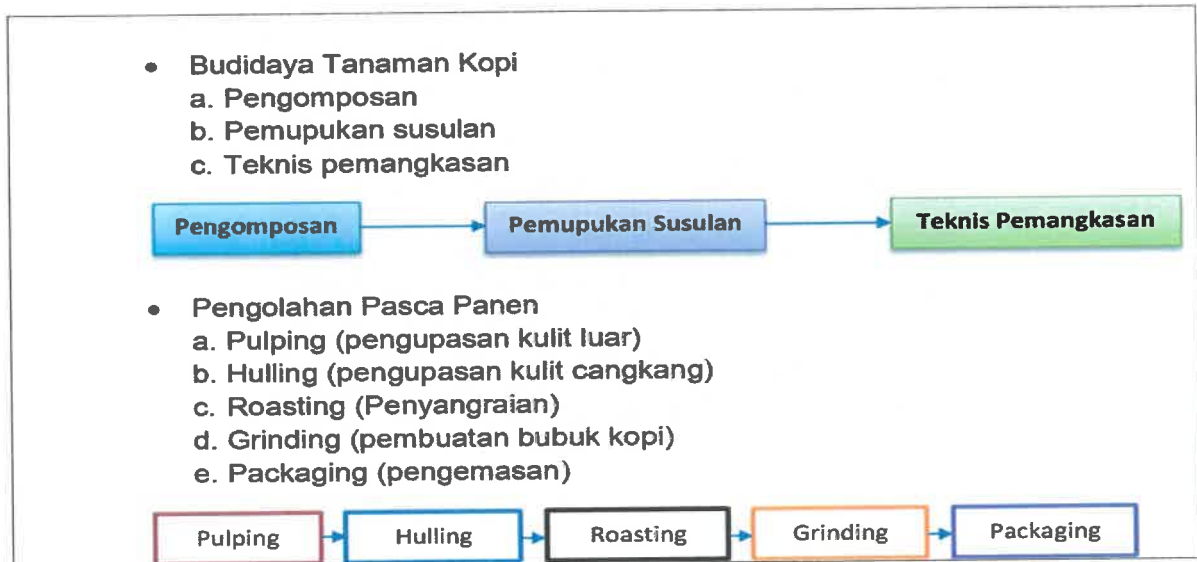 • Budidaya Tanaman Kopi
a. Pengomposan
b. Pemupukan susulan
c. Teknis pemangkasan
Pengomposan
Pemupukan Susulan
Teknis Pemangkasan
• Pengolahan Pasca Panen
a. Pulping (pengupasan kulit luar)
b. Hulling (pengupasan kulit cangkang)
c. Roasting (Penyangraian)
d. Grinding (pembuatan bubuk kopi)
e. Packaging (pengemasan)
Pulping
Hulling
Roasting
Grinding
Packaging